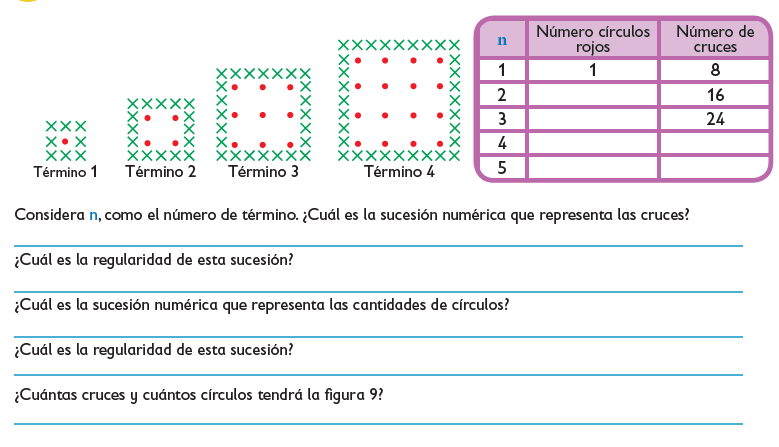 n Número círculos rojos Número de cruces
1 1 8
2 16
3 24
4
5
Término 1 Término 2 Término 3 Término 4
Considera n, como el número de término. ¿Cuál es la sucesión numérica que representa las cruces?
¿Cuál es la regularidad de esta sucesión?
¿Cuál es la sucesión numérica que representa las cantidades de círculos?
¿Cuál es la regularidad de esta sucesión?
¿Cuántas cruces y cuántos círculos tendrá la figura 9?